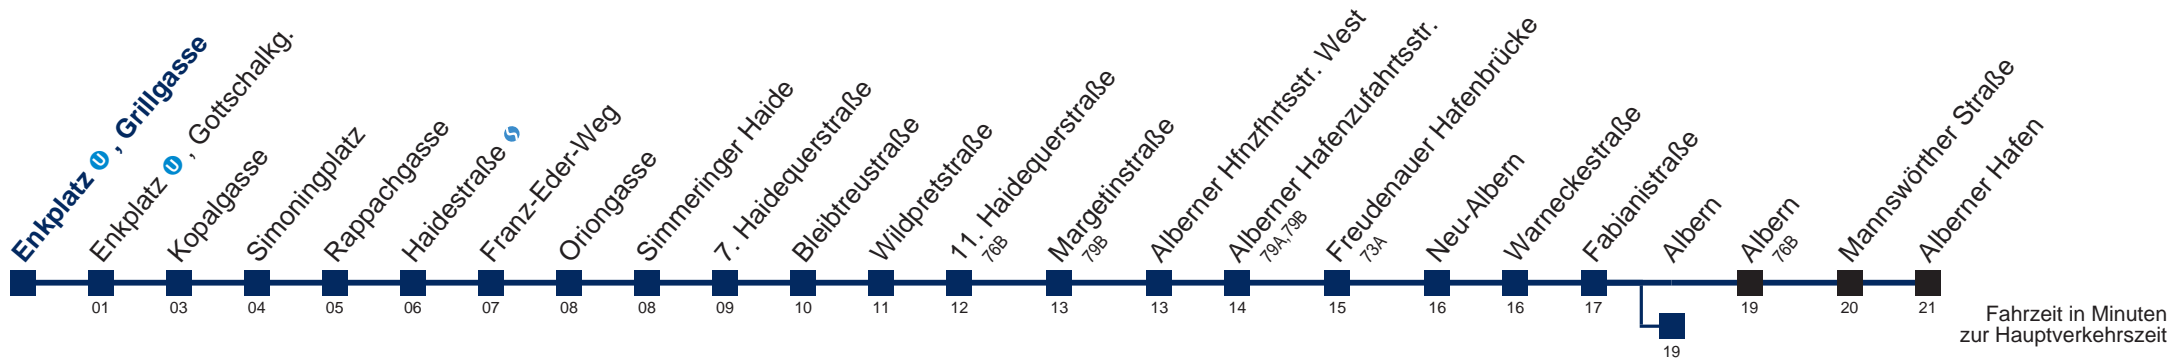 Enkplatz U , Grillgasse
Enkplatz U , Gottschalkg.
01
Kopalgasse
03
Simoningplatz
04
Rappachgasse
05
Haidestraße S
06
Franz-Eder-Weg
07
Oriongasse
08
Simmeringer Haide
08
7. Haidequerstraße
09
Bleibtreustraße
10
Wildpretstraße
11
11. Haidequerstraße
76B
12
Margetinstraße
79B
13
Alberner Hfnzfhrtsstr. West
13
Alberner Hafenzufahrtsstr.
79A,79B
14
Freudenauer Hafenbrücke
73A
15
Neu-Albern
16
Warneckestraße
16
Fabianistraße
17
Albern
19
Albern
76B
19
Mannswörther Straße
20
Alberner Hafen
21
Fahrzeit in Minuten
zur Hauptverkehrszeit